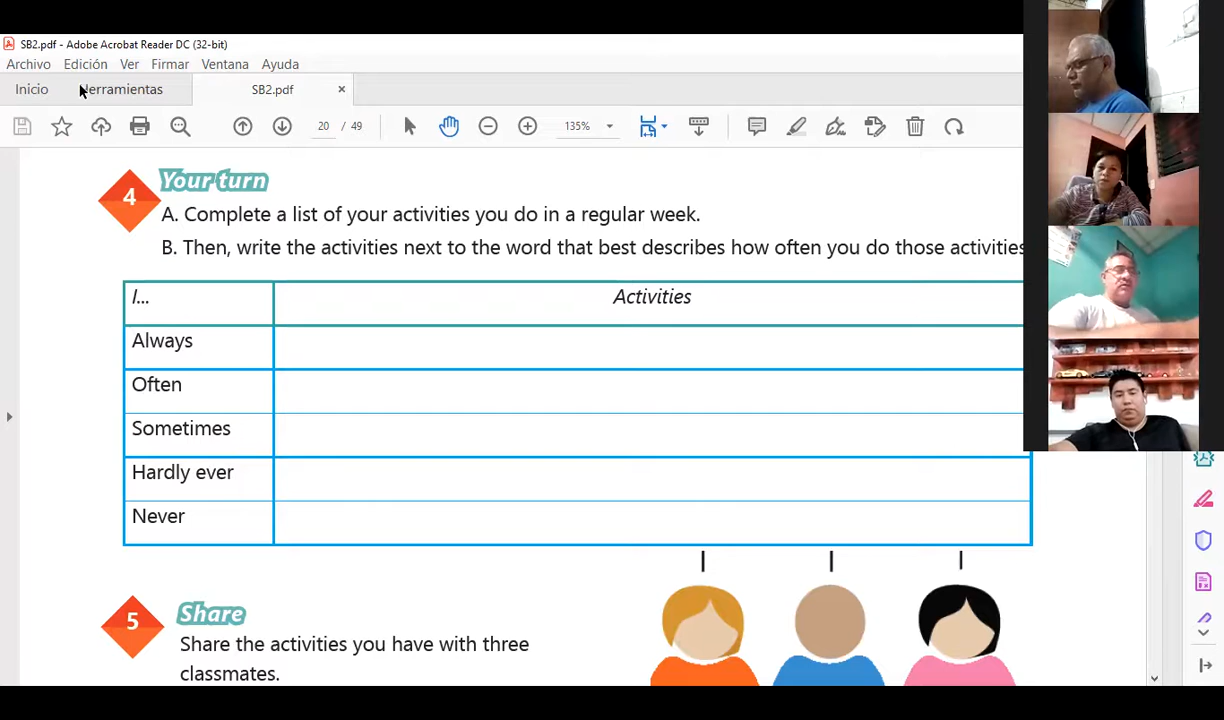 SB2.pdf - Adobe Acrobat Reader DC (32-bit)
Archivo Edición Ver Firmar Ventana Ayuda
Inicio Herramientas SB2.pdf ×
20 / 49 135%
4 Your turn
A. Complete a list of your activities you do in a regular week.
B. Then, write the activities next to the word that best describes how often you do those activities
I... Activities
Always
Often
Sometimes
Hardly ever
Never
5 Share
Share the activities you have with three
classmates.